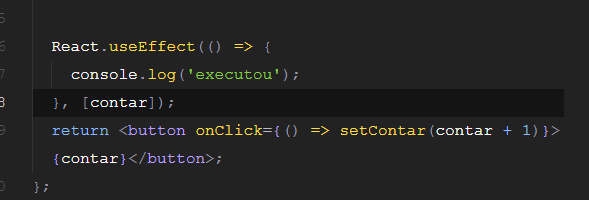 React.useEffect(() => {
console.log('executou');
}, [contar]);
return <button onClick={() => setContar(contar + 1)}>
{contar}</button>;
};